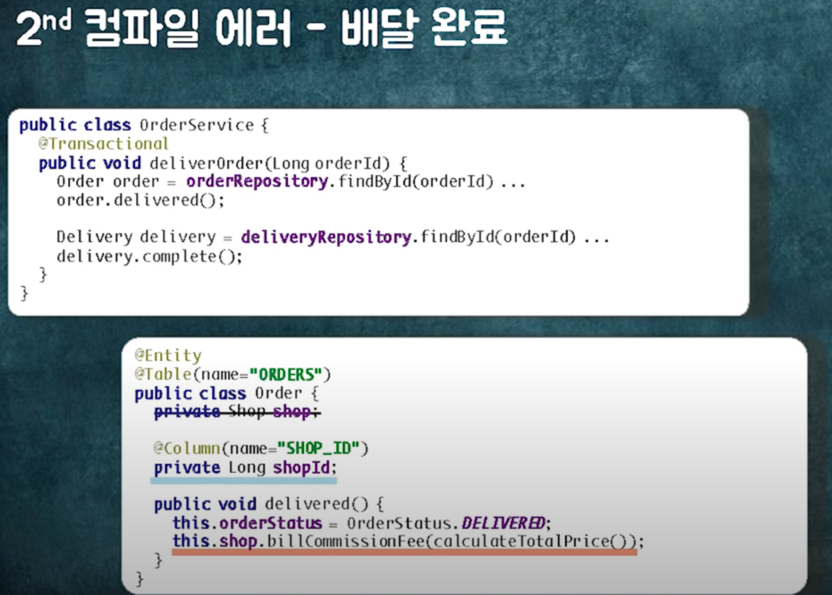 2nd 컴파일 에러 - 배달 완료
public class OrderService {
@Transactional
public void deliverOrder(Long orderId) {
Order order = orderRepository.findById(orderId) ...
order.delivered();
Delivery delivery = deliveryRepository.findById(orderId) ...
delivery.complete();
}
}
@Entity
@Table(name="ORDERS")
public class Order {
private Shop shop;
@Column(name="SHOP_ID")
private Long shopId;
public void delivered() {
this.orderStatus = OrderStatus.DELIVERED;
this.shop.billCommissionFee(calculateTotalPrice());
}
}